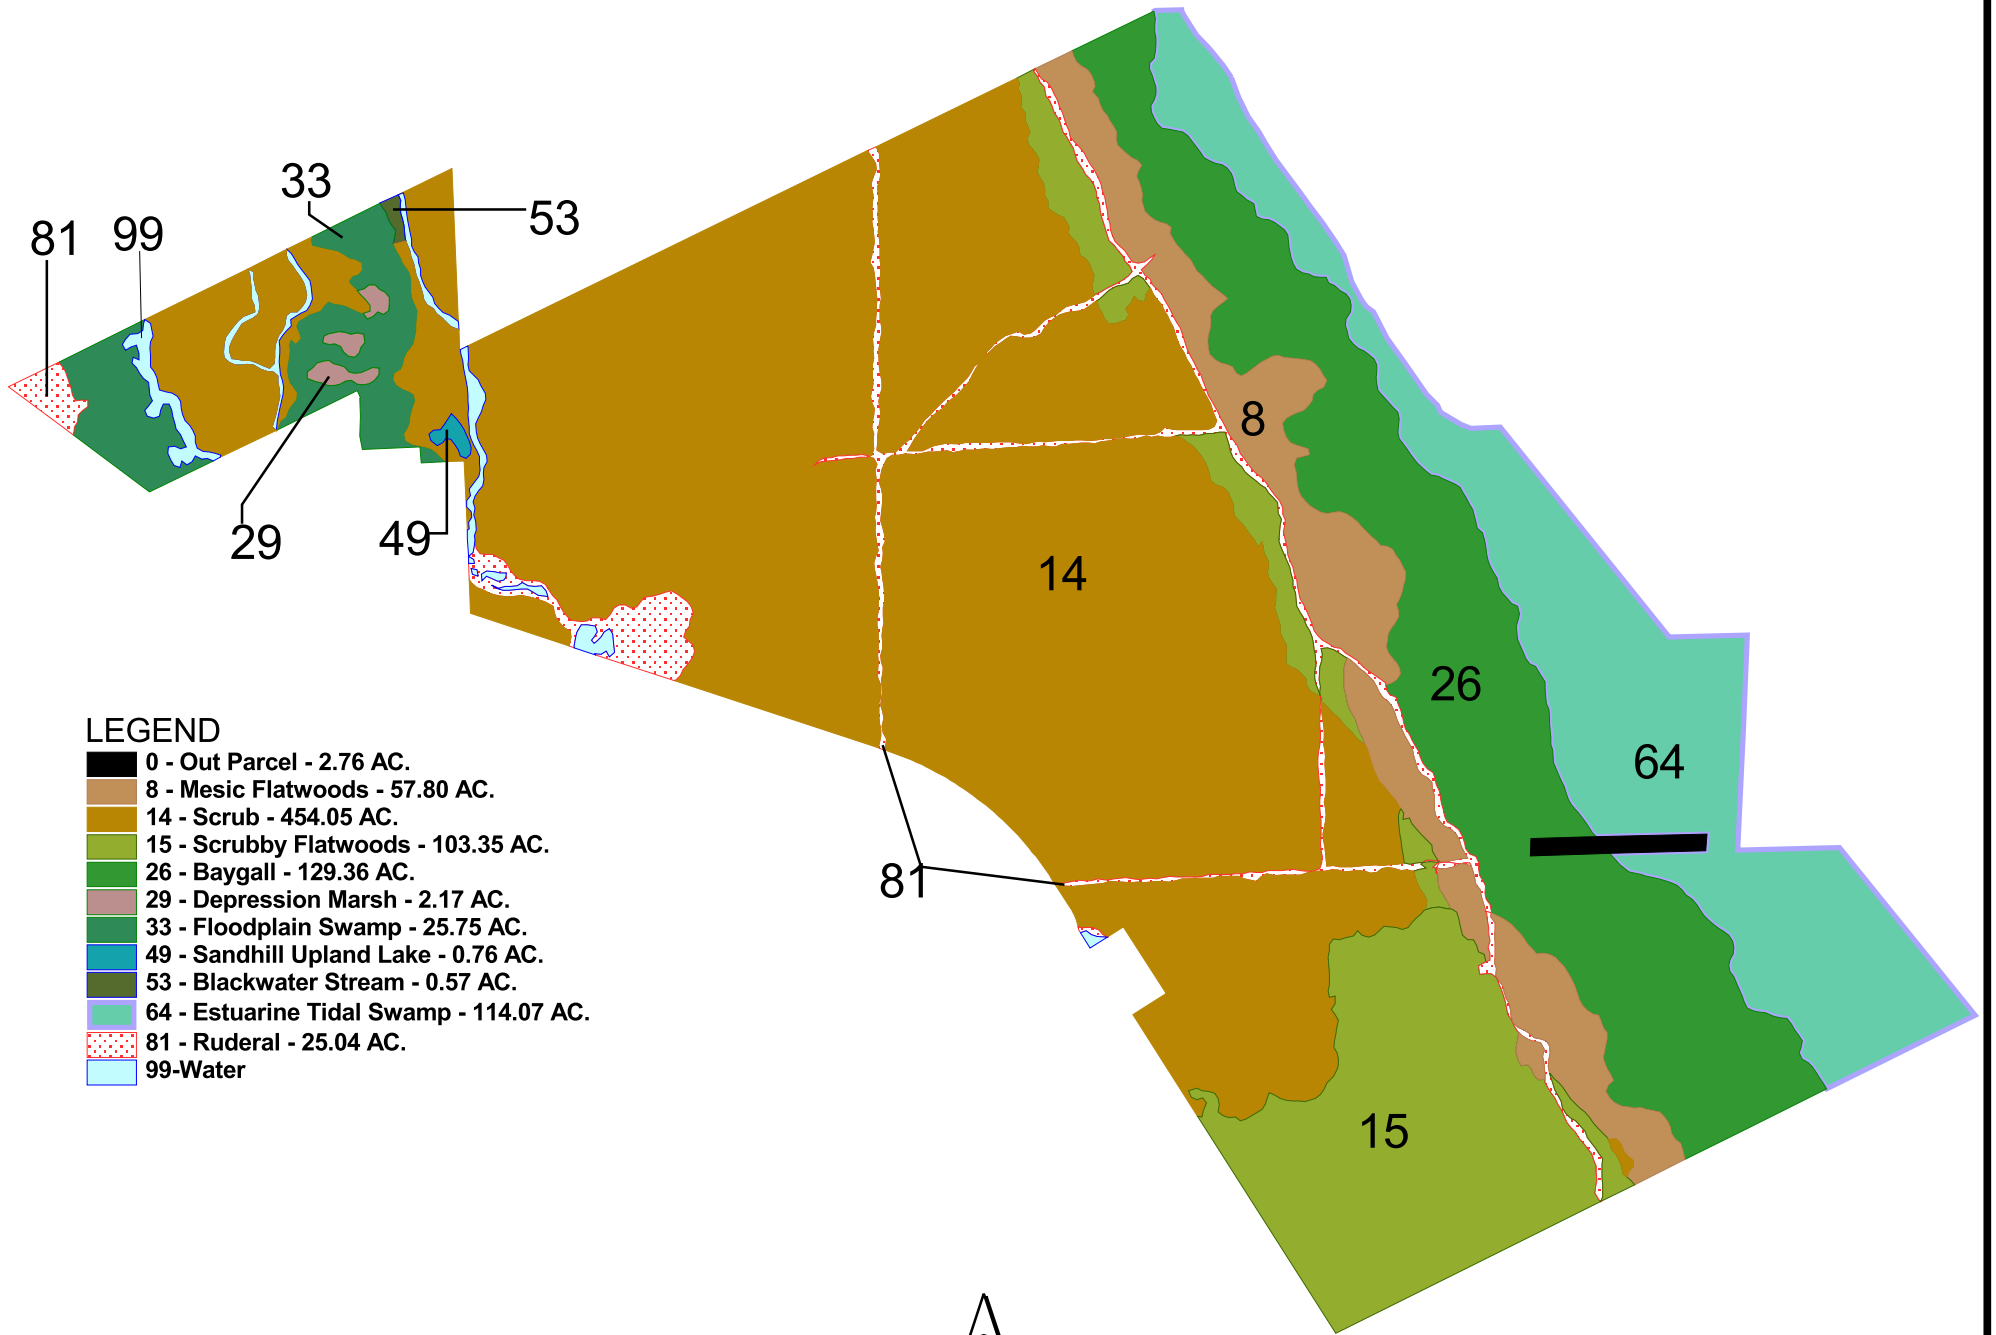 33
53
81
99
8
29
49
14
26
64
81
15
LEGEND
0 - Out Parcel - 2.76 AC.
8 - Mesic Flatwoods - 57.80 AC.
14 - Scrub - 454.05 AC.
15 - Scrubby Flatwoods - 103.35 AC.
26 - Baygall - 129.36 AC.
29 - Depression Marsh - 2.17 AC.
33 - Floodplain Swamp - 25.75 AC.
49 - Sandhill Upland Lake - 0.76 AC.
53 - Blackwater Stream - 0.57 AC.
64 - Estuarine Tidal Swamp - 114.07 AC.
81 - Ruderal - 25.04 AC.
99-Water